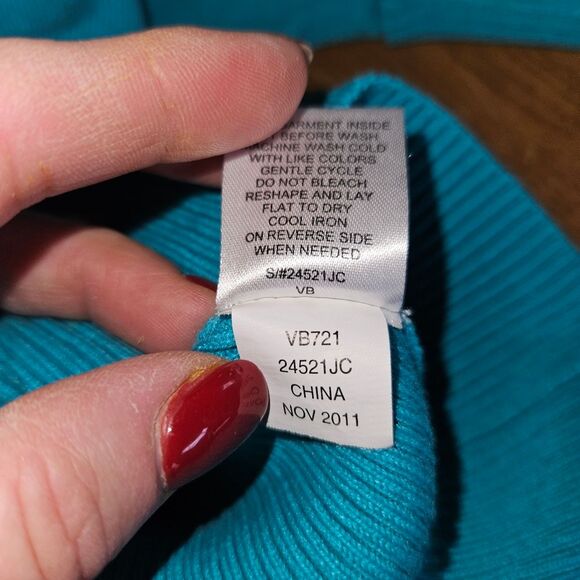 GARMENT INSIDE
BEFORE WASH
MACHINE WASH COLD
WITH LIKE COLORS
GENTLE CYCLE
DO NOT BLEACH
RESHAPE AND LAY
FLAT TO DRY
COOL IRON
ON REVERSE SIDE
WHEN NEEDED
S/#24521JC
VB
VB721
24521JC
CHINA
NOV 2011